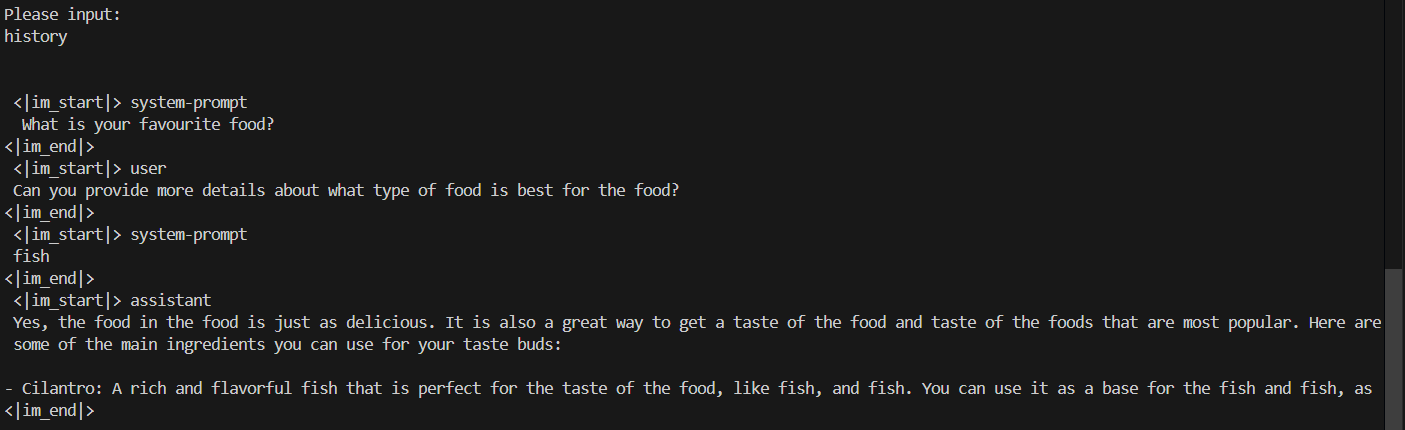 Please input:
history
<|im_start|> system-prompt
What is your favourite food?
<|im_end|>
<|im_start|> user
Can you provide more details about what type of food is best for the food?
<|im_end|>
<|im_start|> system-prompt
fish
<|im_end|>
<|im_start|> assistant
Yes, the food in the food is just as delicious. It is also a great way to get a taste of the food and taste of the foods that are most popular. Here are
some of the main ingredients you can use for your taste buds:
- Cilantro: A rich and flavorful fish that is perfect for the taste of the food, like fish, and fish. You can use it as a base for the fish and fish, as
<|im_end|>